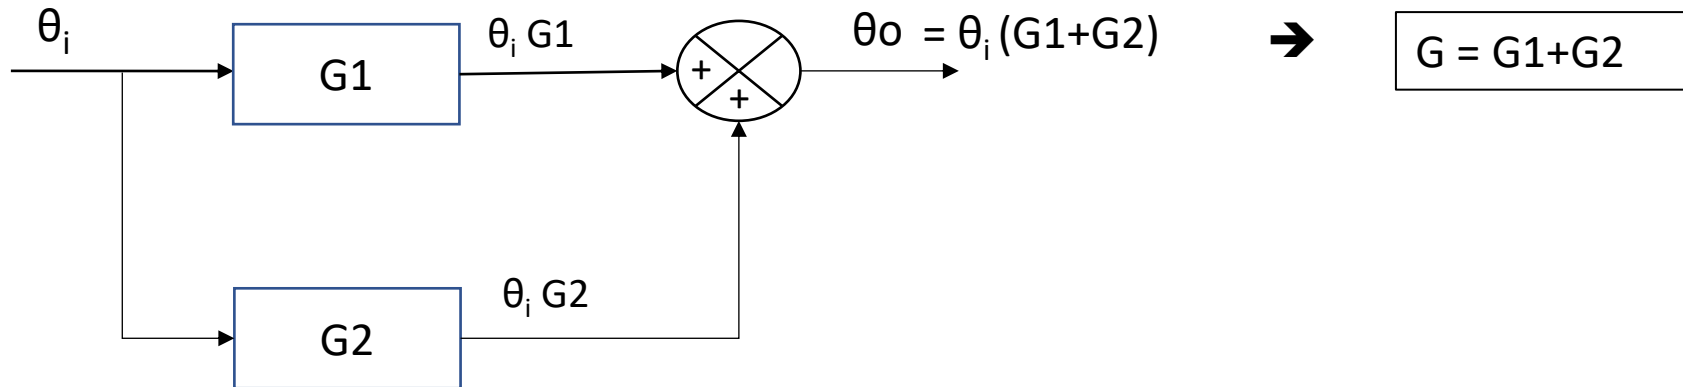 θi
G1
θi G1
+
+
θo = θi (G1+G2)
➔
G = G1+G2
θi G2
G2